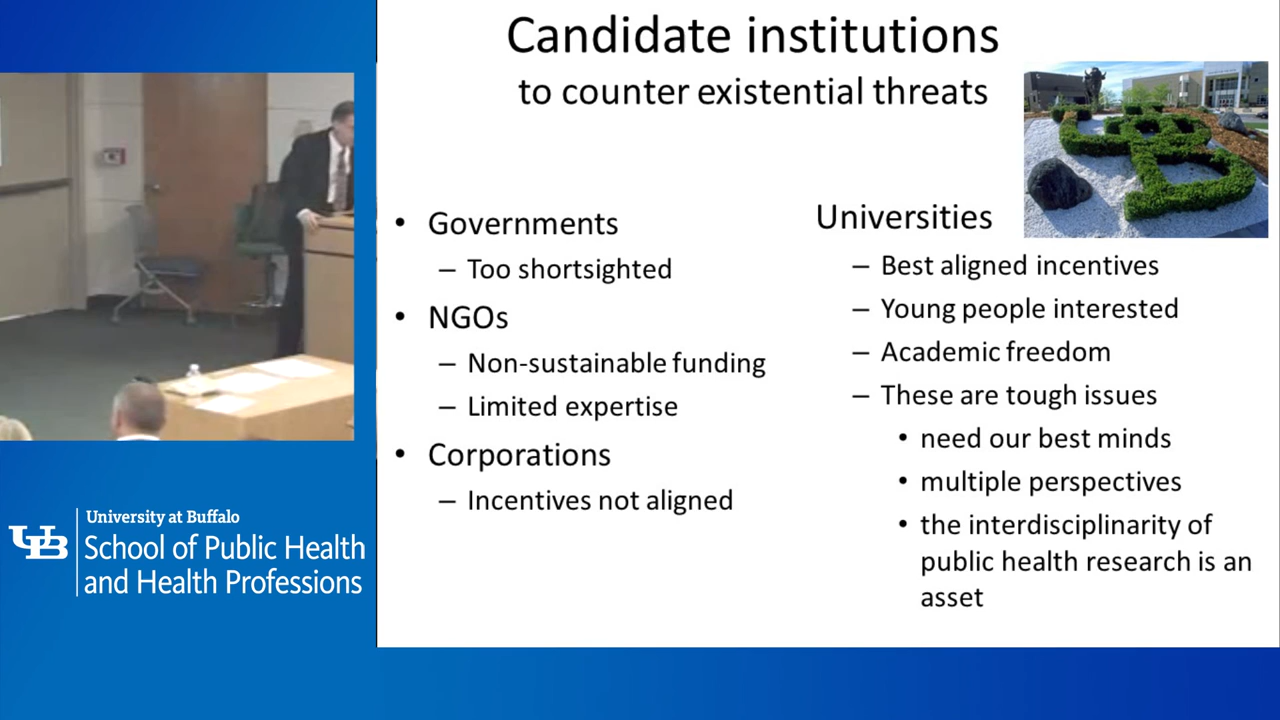 Candidate institutions
to counter existential threats
• Governments
– Too shortsighted
• NGOs
– Non-sustainable funding
– Limited expertise
• Corporations
– Incentives not aligned
Universities
– Best aligned incentives
– Young people interested
– Academic freedom
– These are tough issues
• need our best minds
• multiple perspectives
• the interdisciplinarity of
public health research is an
asset
UB
University at Buffalo
School of Public Health
and Health Professions